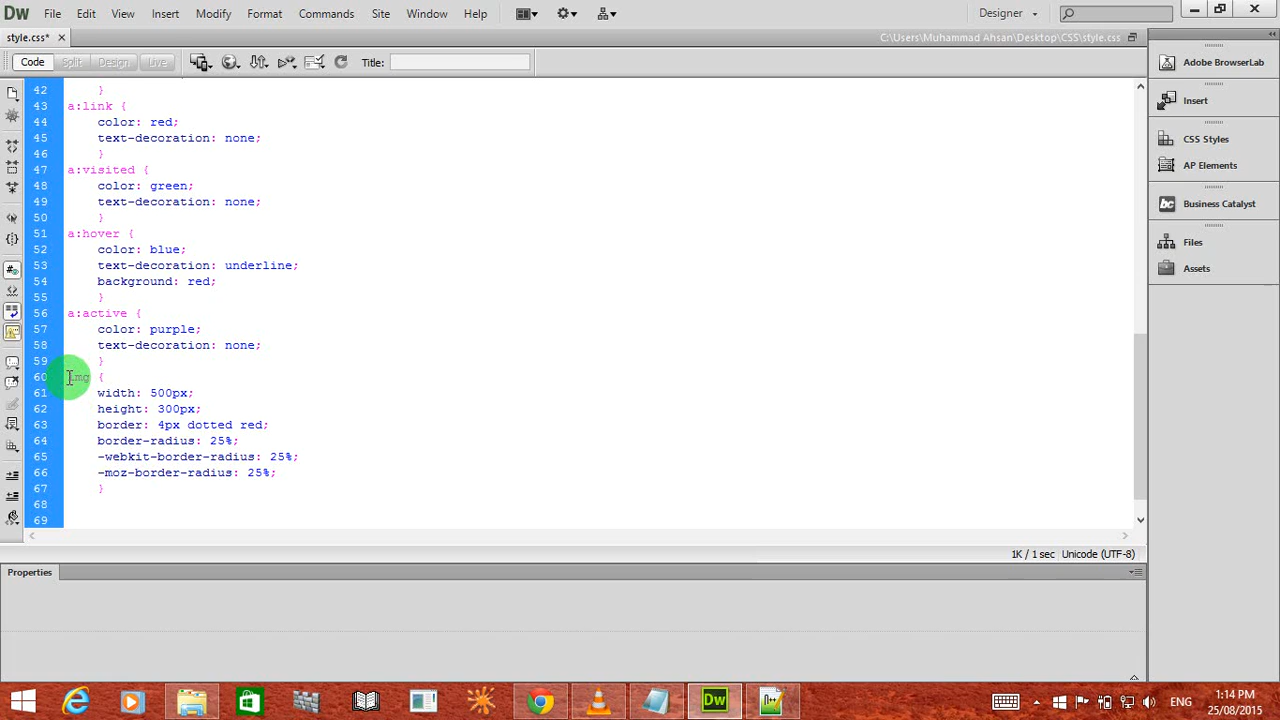 Dw File Edit View Insert Modify Format Commands Site Window Help Designer
style.css* C:\Users\Muhammad Ahsan\Desktop\CSS\style.css
Code Split Design Live Title:
42 }
43 a:link {
44 color: red;
45 text-decoration: none;
46 }
47 a:visited {
48 color: green;
49 text-decoration: none;
50 }
51 a:hover {
52 color: blue;
53 text-decoration: underline;
54 background: red;
55 }
56 a:active {
57 color: purple;
58 text-decoration: none;
59 }
60 img {
61 width: 500px;
62 height: 300px;
63 border: 4px dotted red;
64 border-radius: 25%;
65 -webkit-border-radius: 25%;
66 -moz-border-radius: 25%;
67 }
68
69
1K / 1 sec Unicode (UTF-8)
Properties
Adobe BrowserLab
Insert
CSS Styles
AP Elements
Bc Business Catalyst
Files
Assets
Dw
ENG
1:14 PM
25/08/2015